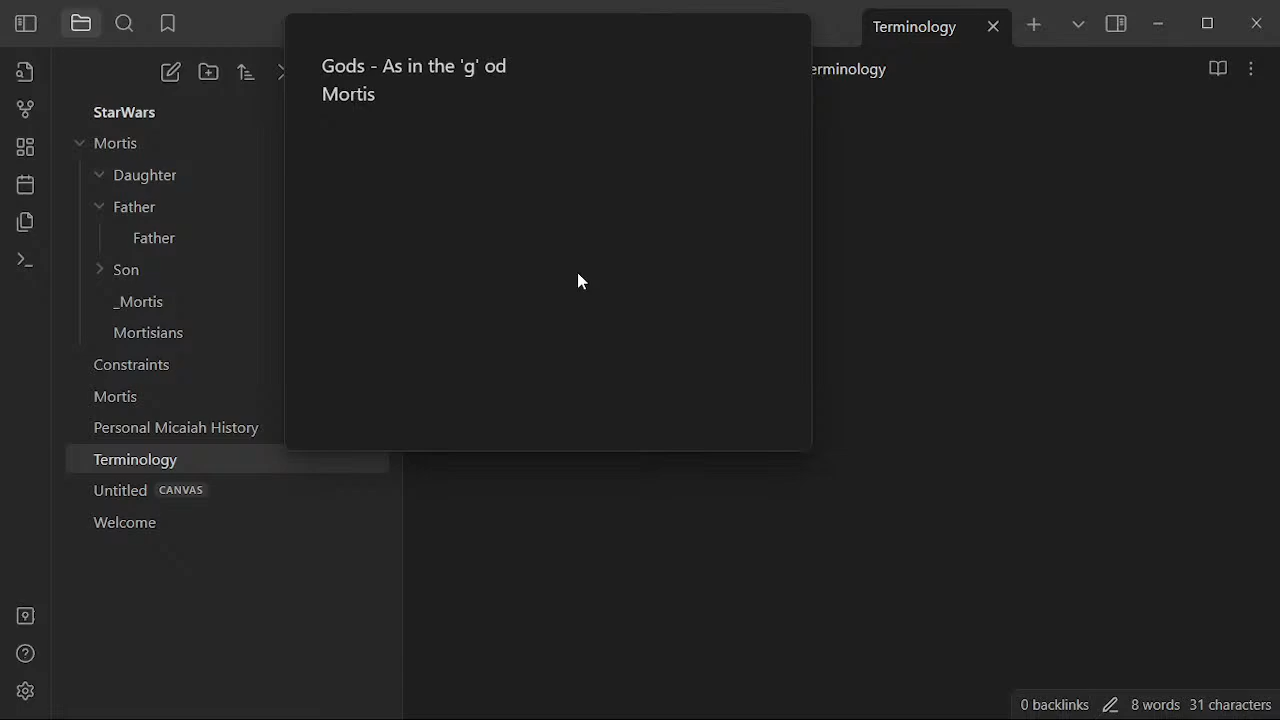 Terminology
Gods - As in the 'g' od
Mortis
erminology
StarWars
Mortis
Daughter
Father
Father
Son
_Mortis
Mortisians
Constraints
Mortis
Personal Micaiah History
Terminology
Untitled CANVAS
Welcome
0 backlinks 8 words 31 characters